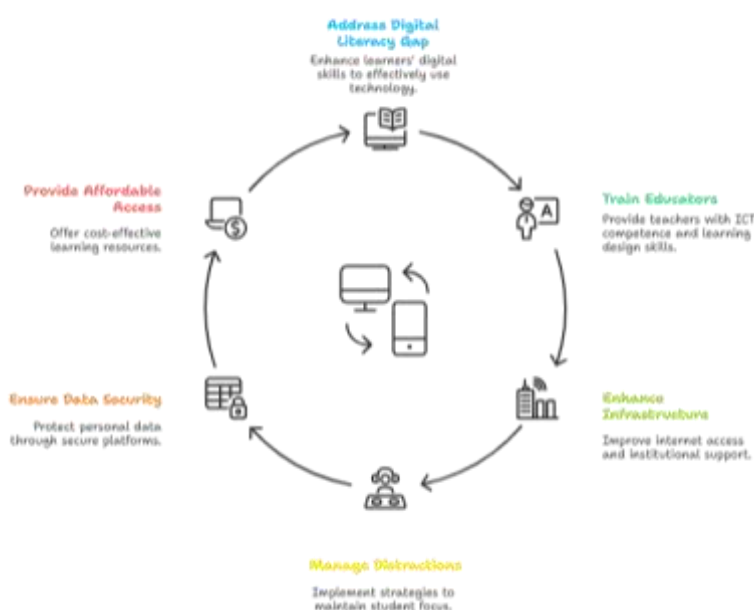 Address Digital
Literacy Gap
Enhance learners' digital
skills to effectively use
technology.
Train Educators
Provide teachers with ICT
competence and learning
design skills.
Enhance
Infrastructure
Improve internet access
and institutional support.
Manage Distractions
Implement strategies to
maintain student focus.
Ensure Data Security
Protect personal data
through secure platforms.
Provide Affordable
Access
Offer cost-effective
learning resources.
A
$